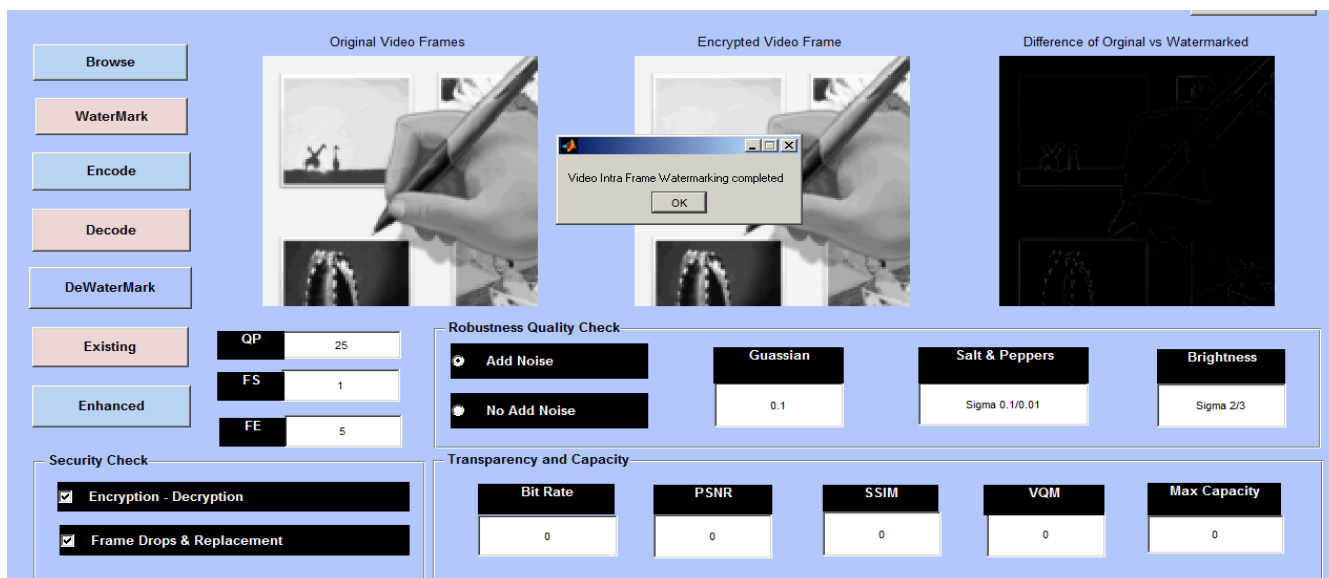 Original Video Frames
Encrypted Video Frame
Difference of Orginal vs Watermarked
Browse
WaterMark
Encode
Decode
DeWaterMark
Existing
Enhanced
Video Intra Frame Watermarking completed
OK
QP
25
FS
1
FE
5
Robustness Quality Check
Add Noise
No Add Noise
Guassian
0.1
Salt & Peppers
Sigma 0.1/0.01
Brightness
Sigma 2/3
Security Check
Encryption - Decryption
Frame Drops & Replacement
Transparency and Capacity
Bit Rate
0
PSNR
0
SSIM
0
VQM
0
Max Capacity
0